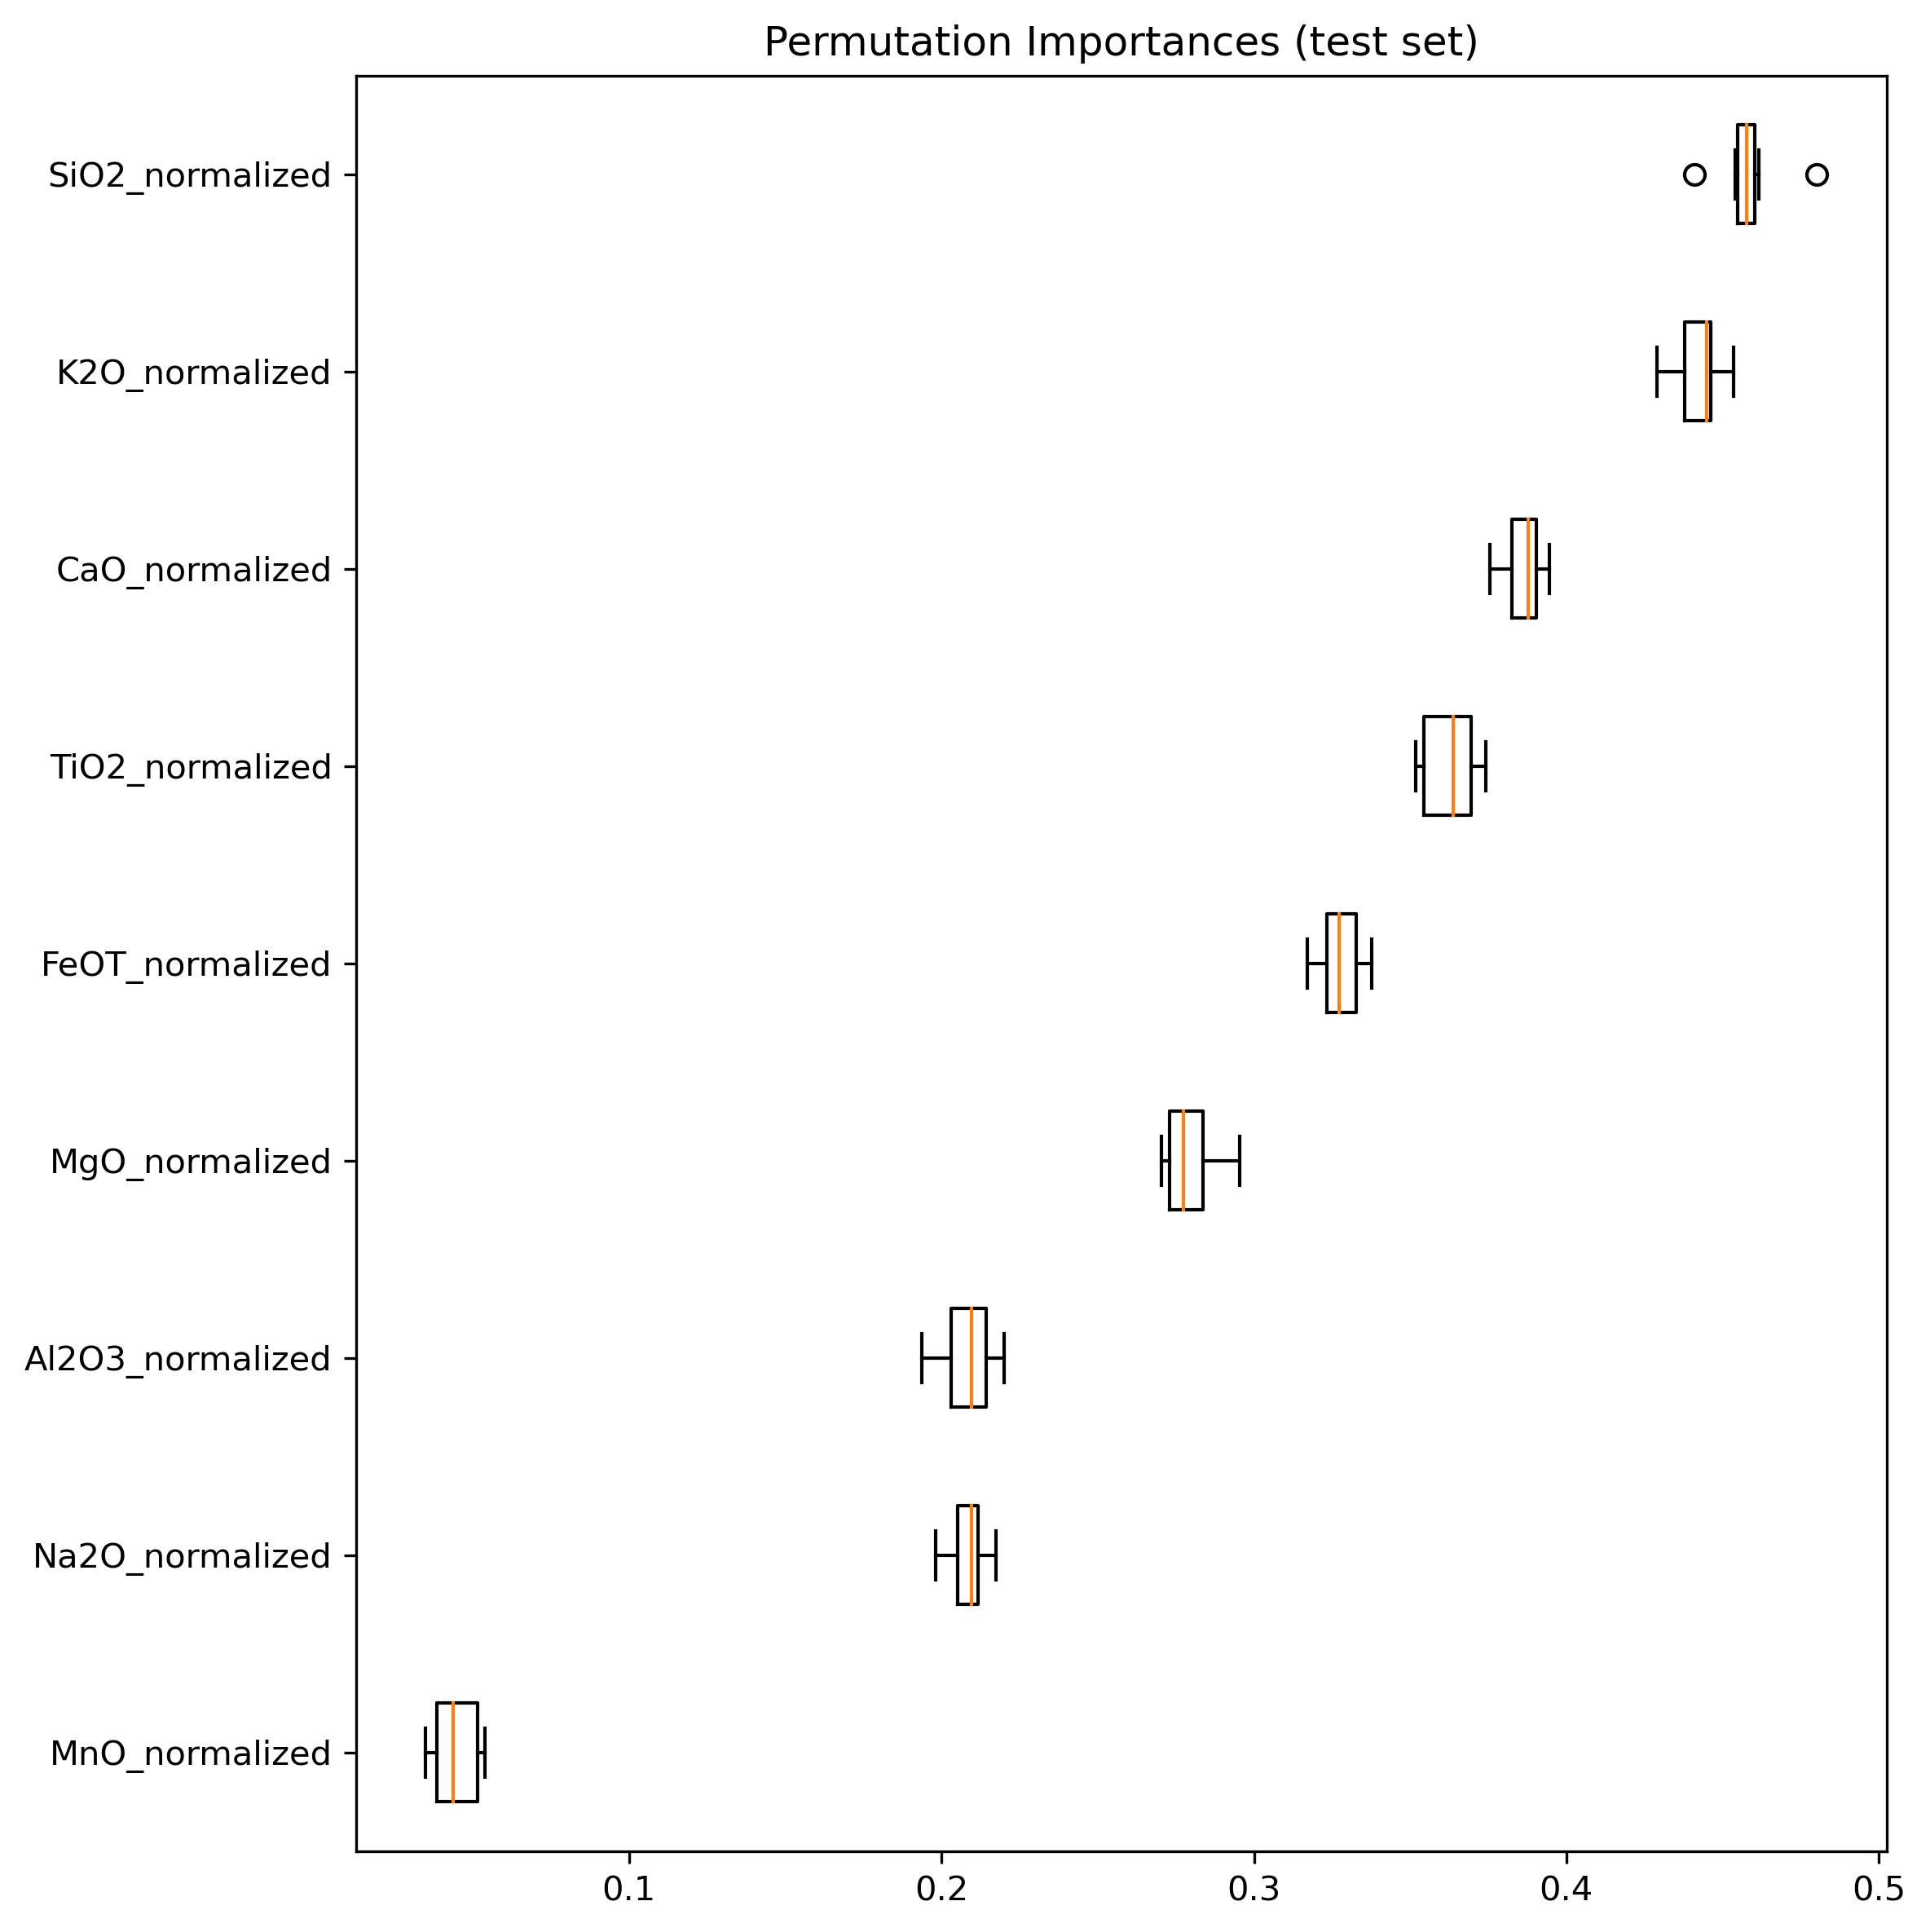 Permutation Importances (test set)
SiO2_normalized
K2O_normalized
CaO_normalized
TiO2_normalized
FeOT_normalized
MgO_normalized
Al2O3_normalized
Na2O_normalized
MnO_normalized
0.1 0.2 0.3 0.4 0.5